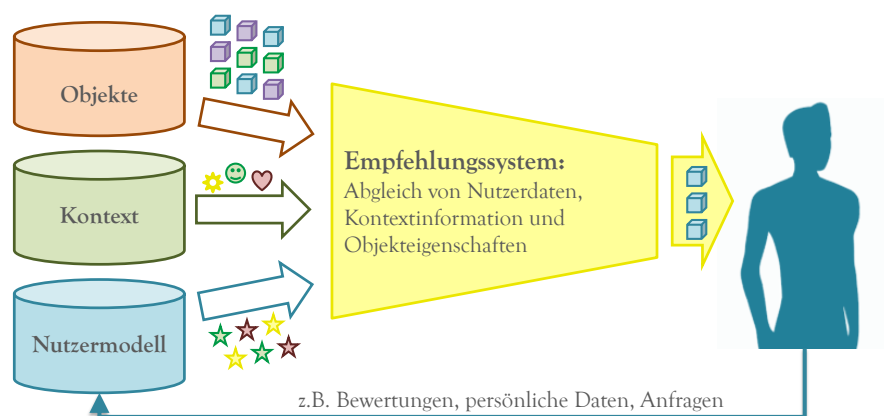 Objekte
Kontext
Nutzermodell
Empfehlungssystem:
Abgleich von Nutzerdaten,
Kontextinformation und
Objekteigenschaften
z.B. Bewertungen, persönliche Daten, Anfragen